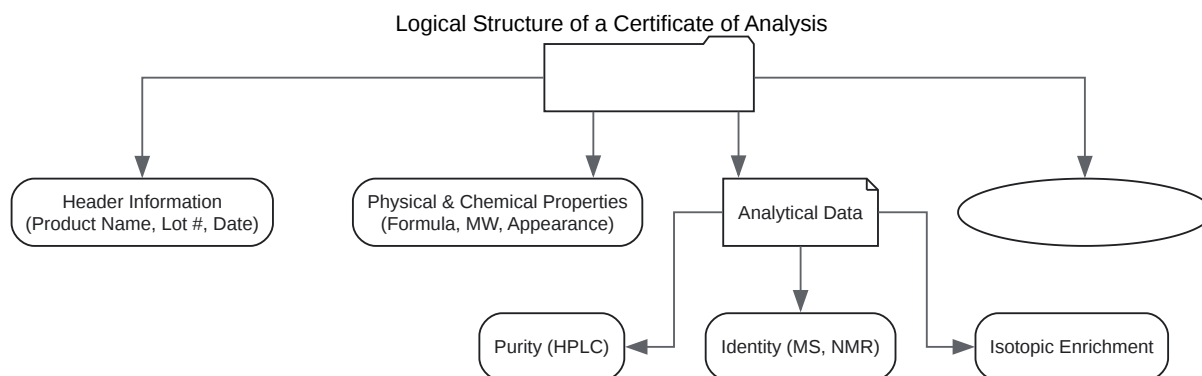 Logical Structure of a Certificate of Analysis
Header Information
(Product Name, Lot #, Date)
Physical & Chemical Properties
(Formula, MW, Appearance)
Analytical Data
Purity (HPLC)
Identity (MS, NMR)
Isotopic Enrichment